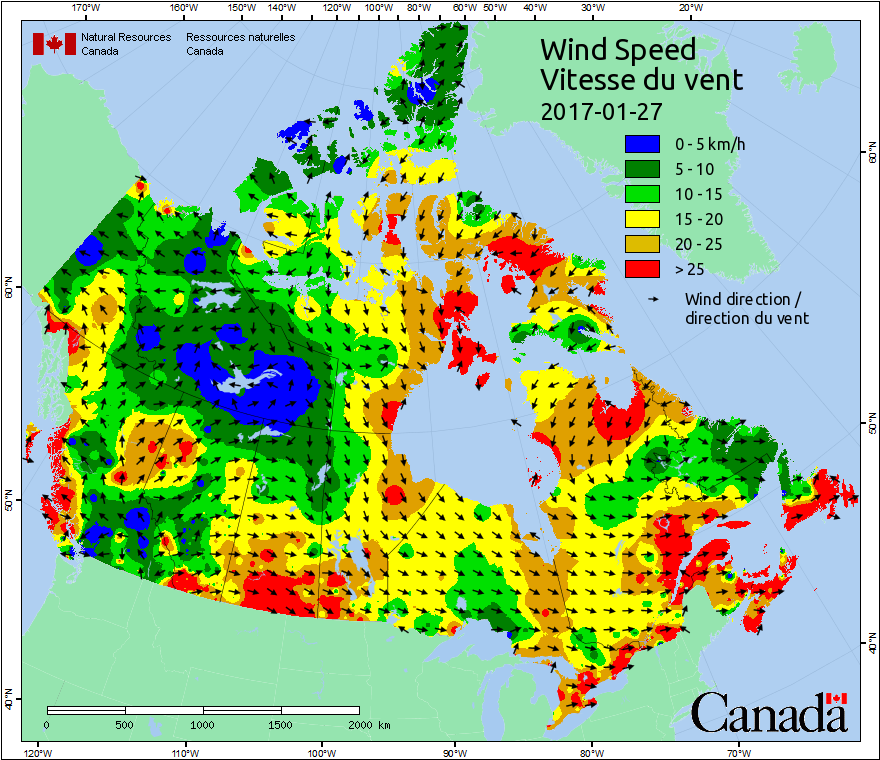 170°W 160°W 150°W 140°W 130°W 120°W 110°W 100°W 90°W 80°W 70°W 60°W 50°W 40°W 30°W 20°W
Natural Resources
Canada
Ressources naturelles
Canada
Wind Speed
Vitesse du vent
2017-01-27
0 - 5 km/h
5 - 10
10 - 15
15 - 20
20 - 25
> 25
Wind direction /
direction du vent
60°N
50°N
40°N
60°N
50°N
40°N
0 500 1000 1500 2000 km
Canada
120°W 110°W 100°W 90°W 80°W 70°W